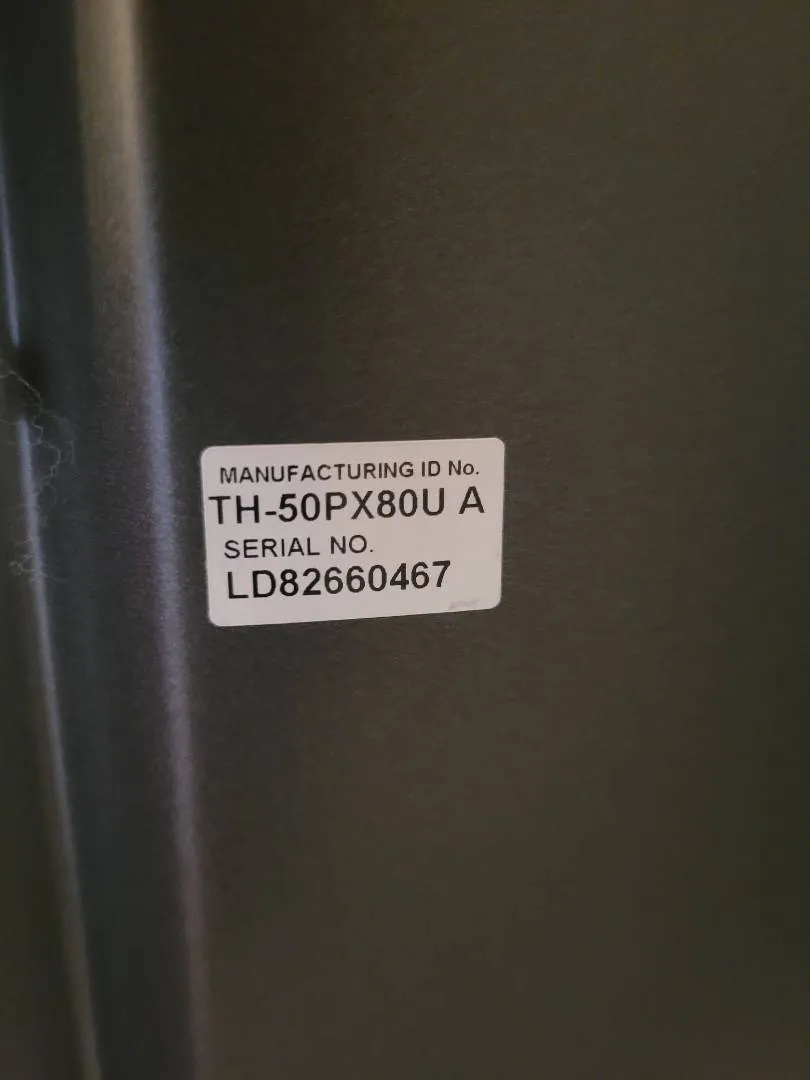 MANUFACTURING ID No.
TH-50PX80U A
SERIAL NO.
LD82660467